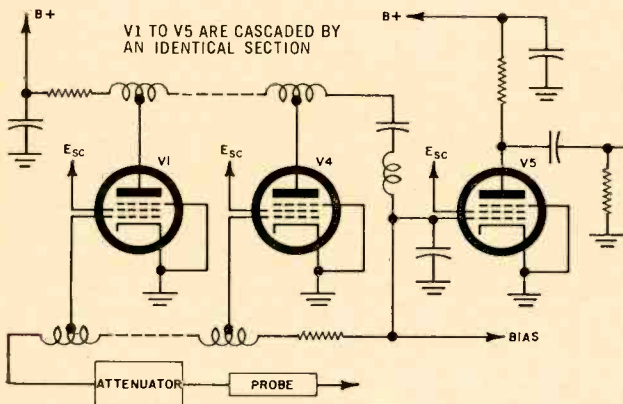 B+
V1 TO V5 ARE CASCADED BY
AN IDENTICAL SECTION
B+
ESC
V1
ESC
V4
ESC
V5
BIAS
ATTENUATOR
PROBE